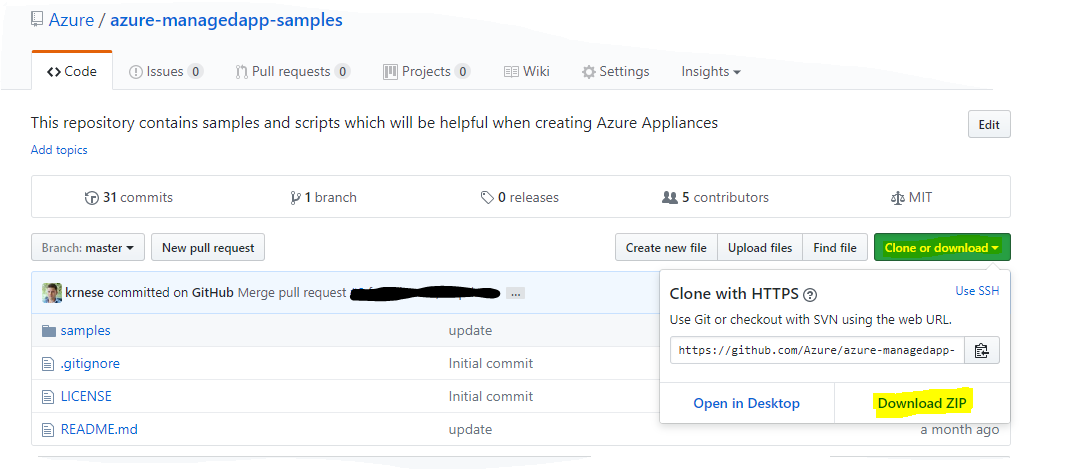 Azure / azure-managedapp-samples
Code Issues 0 Pull requests 0 Projects 0 Wiki Settings Insights
This repository contains samples and scripts which will be helpful when creating Azure Appliances
Edit
Add topics
31 commits 1 branch 0 releases 5 contributors MIT
Branch: master New pull request Create new file Upload files Find file Clone or download
krnese committed on GitHub Merge pull request ...
Clone with HTTPS ? Use SSH
Use Git or checkout with SVN using the web URL.
https://github.com/Azure/azure-managedapp-
Open in Desktop Download ZIP
samples update
.gitignore Initial commit
LICENSE Initial commit
README.md update a month ago